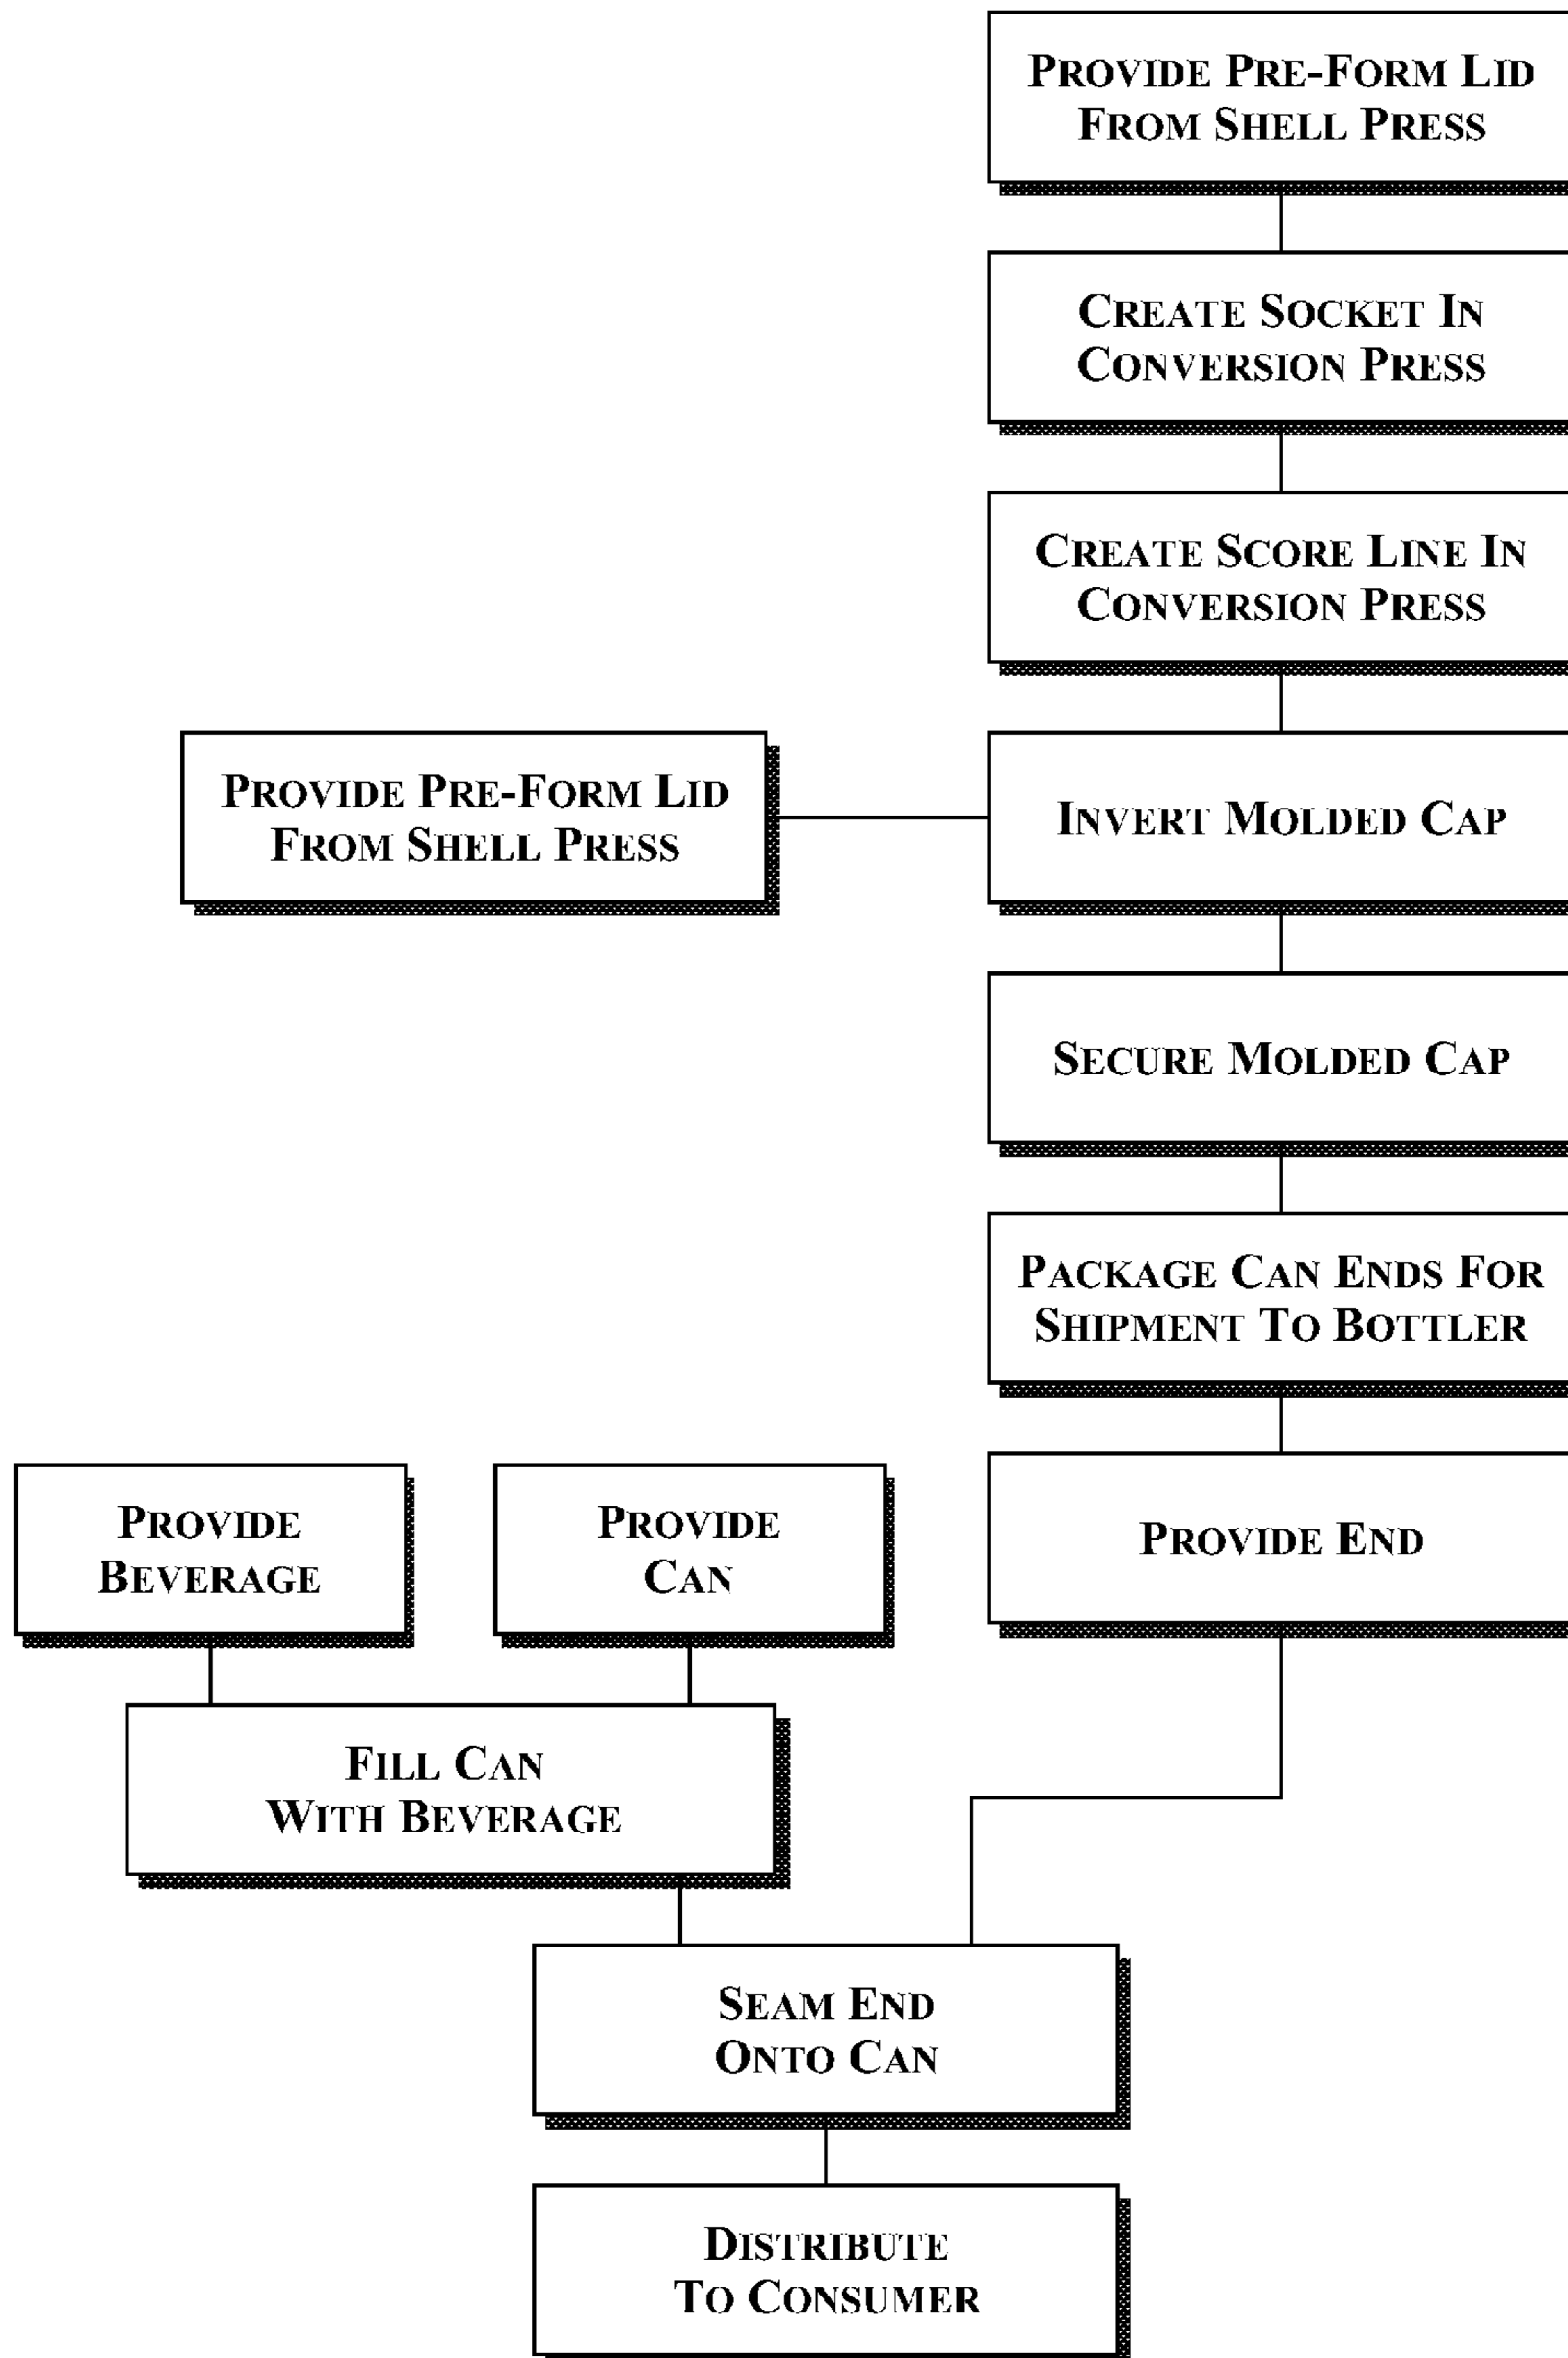 Provide Pre-Form Lid
From Shell Press
Create Socket In
Conversion Press
Create Score Line In
Conversion Press
Provide Pre-Form Lid
From Shell Press
Invert Molded Cap
Secure Molded Cap
Package Can Ends For
Shipment To Bottler
Provide
Beverage
Provide
Can
Provide End
Fill Can
With Beverage
Seam End
Onto Can
Distribute
To Consumer